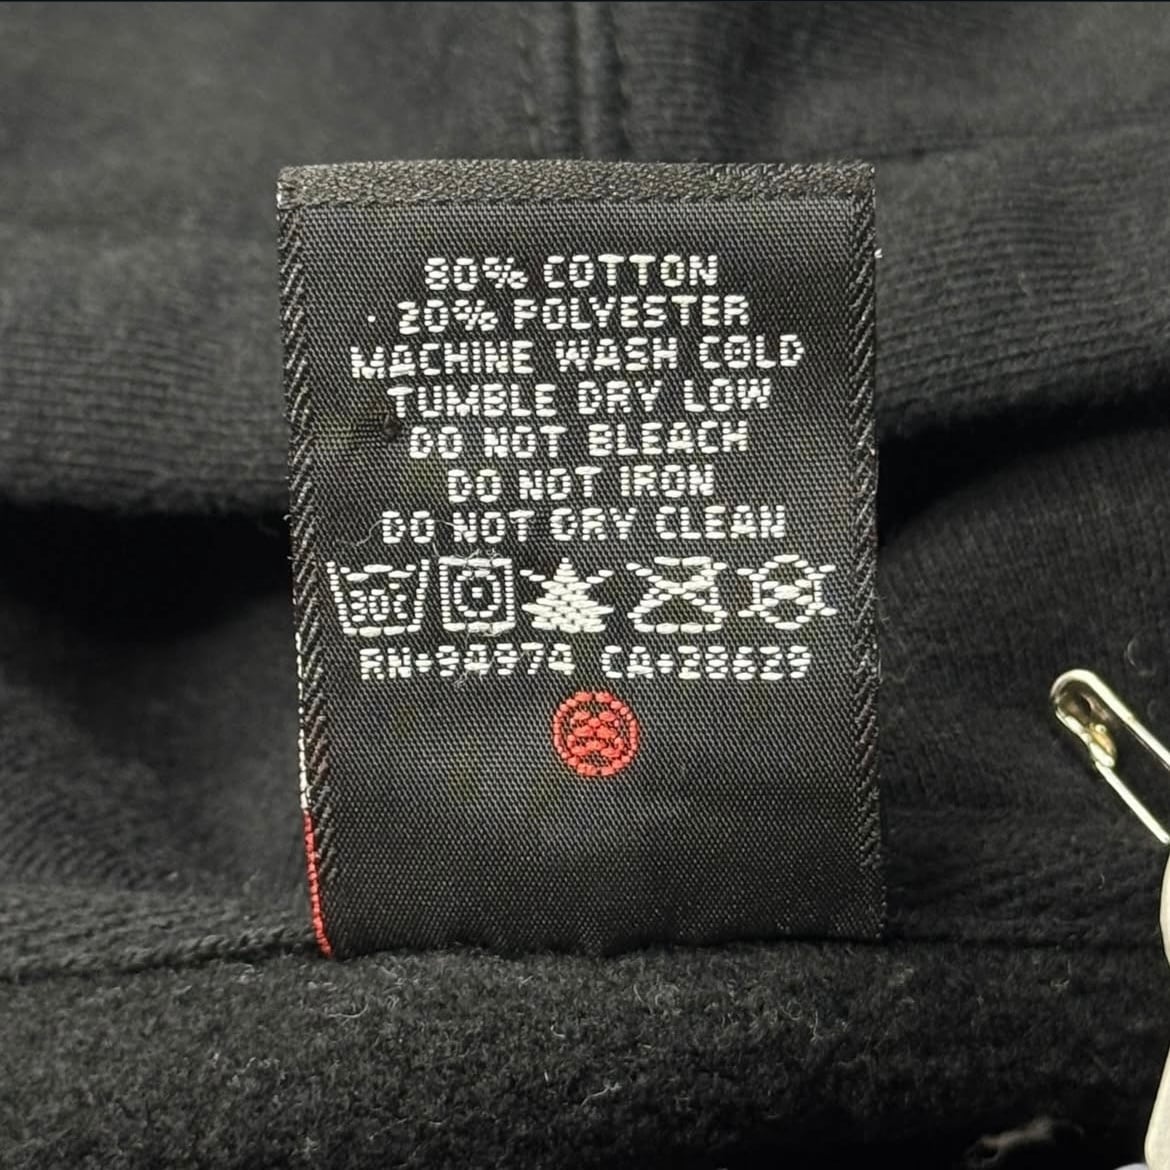 80% COTTON
20% POLYESTER
MACHINE WASH COLD
TUMBLE DRY LOW
DO NOT BLEACH
DO NOT IRON
DO NOT DRY CLEAN
RN#94974 CA#28629